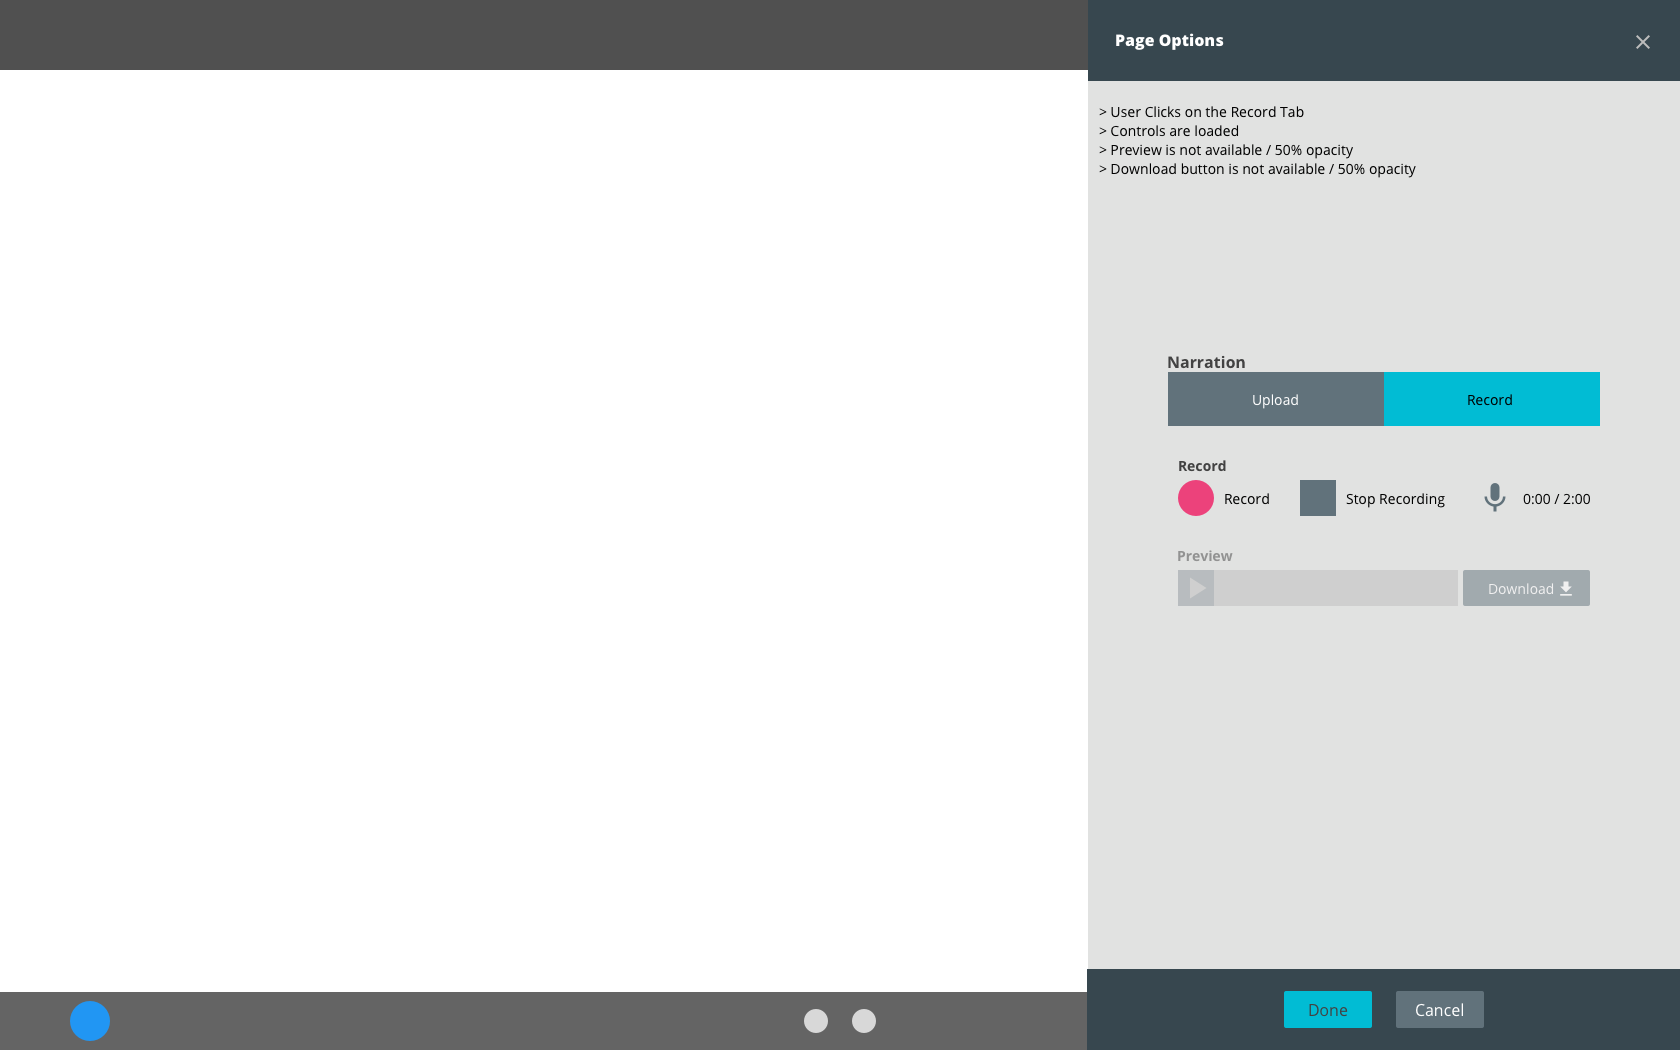 Page Options
> User Clicks on the Record Tab
> Controls are loaded
> Preview is not available / 50% opacity
> Download button is not available / 50% opacity
Narration
Upload Record
Record
Record Stop Recording 0:00 / 2:00
Preview
Download
Done Cancel